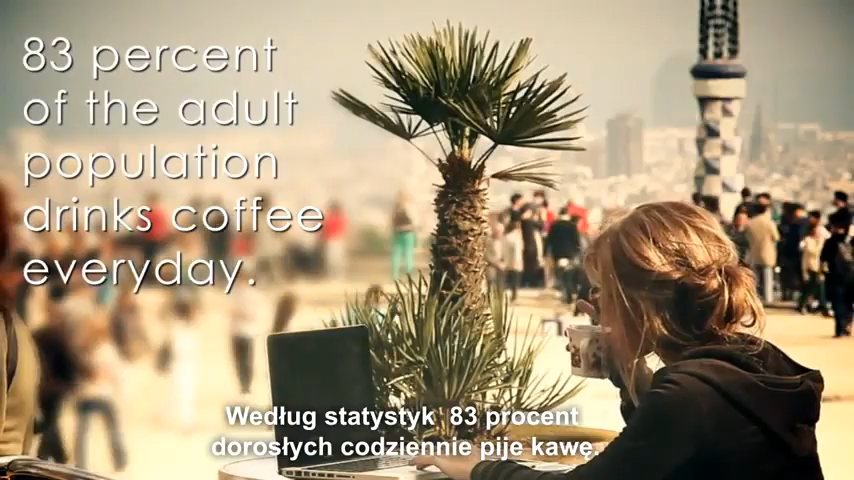 83 percent
of the adult
population
drinks coffee
everyday.
Według statystyk 83 procent
dorosłych codziennie pije kawę.